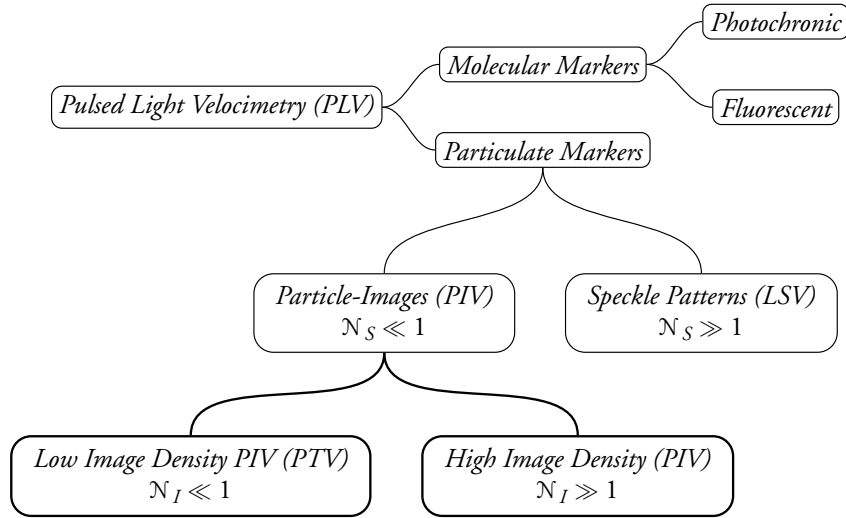 Photochronic
Molecular Markers
Pulsed Light Velocimetry (PLV)
Fluorescent
Particulate Markers
Particle-Images (PIV)
𝒩_S ≪ 1
Speckle Patterns (LSV)
𝒩_S ≫ 1
Low Image Density PIV (PTV)
𝒩_I ≪ 1
High Image Density (PIV)
𝒩_I ≫ 1